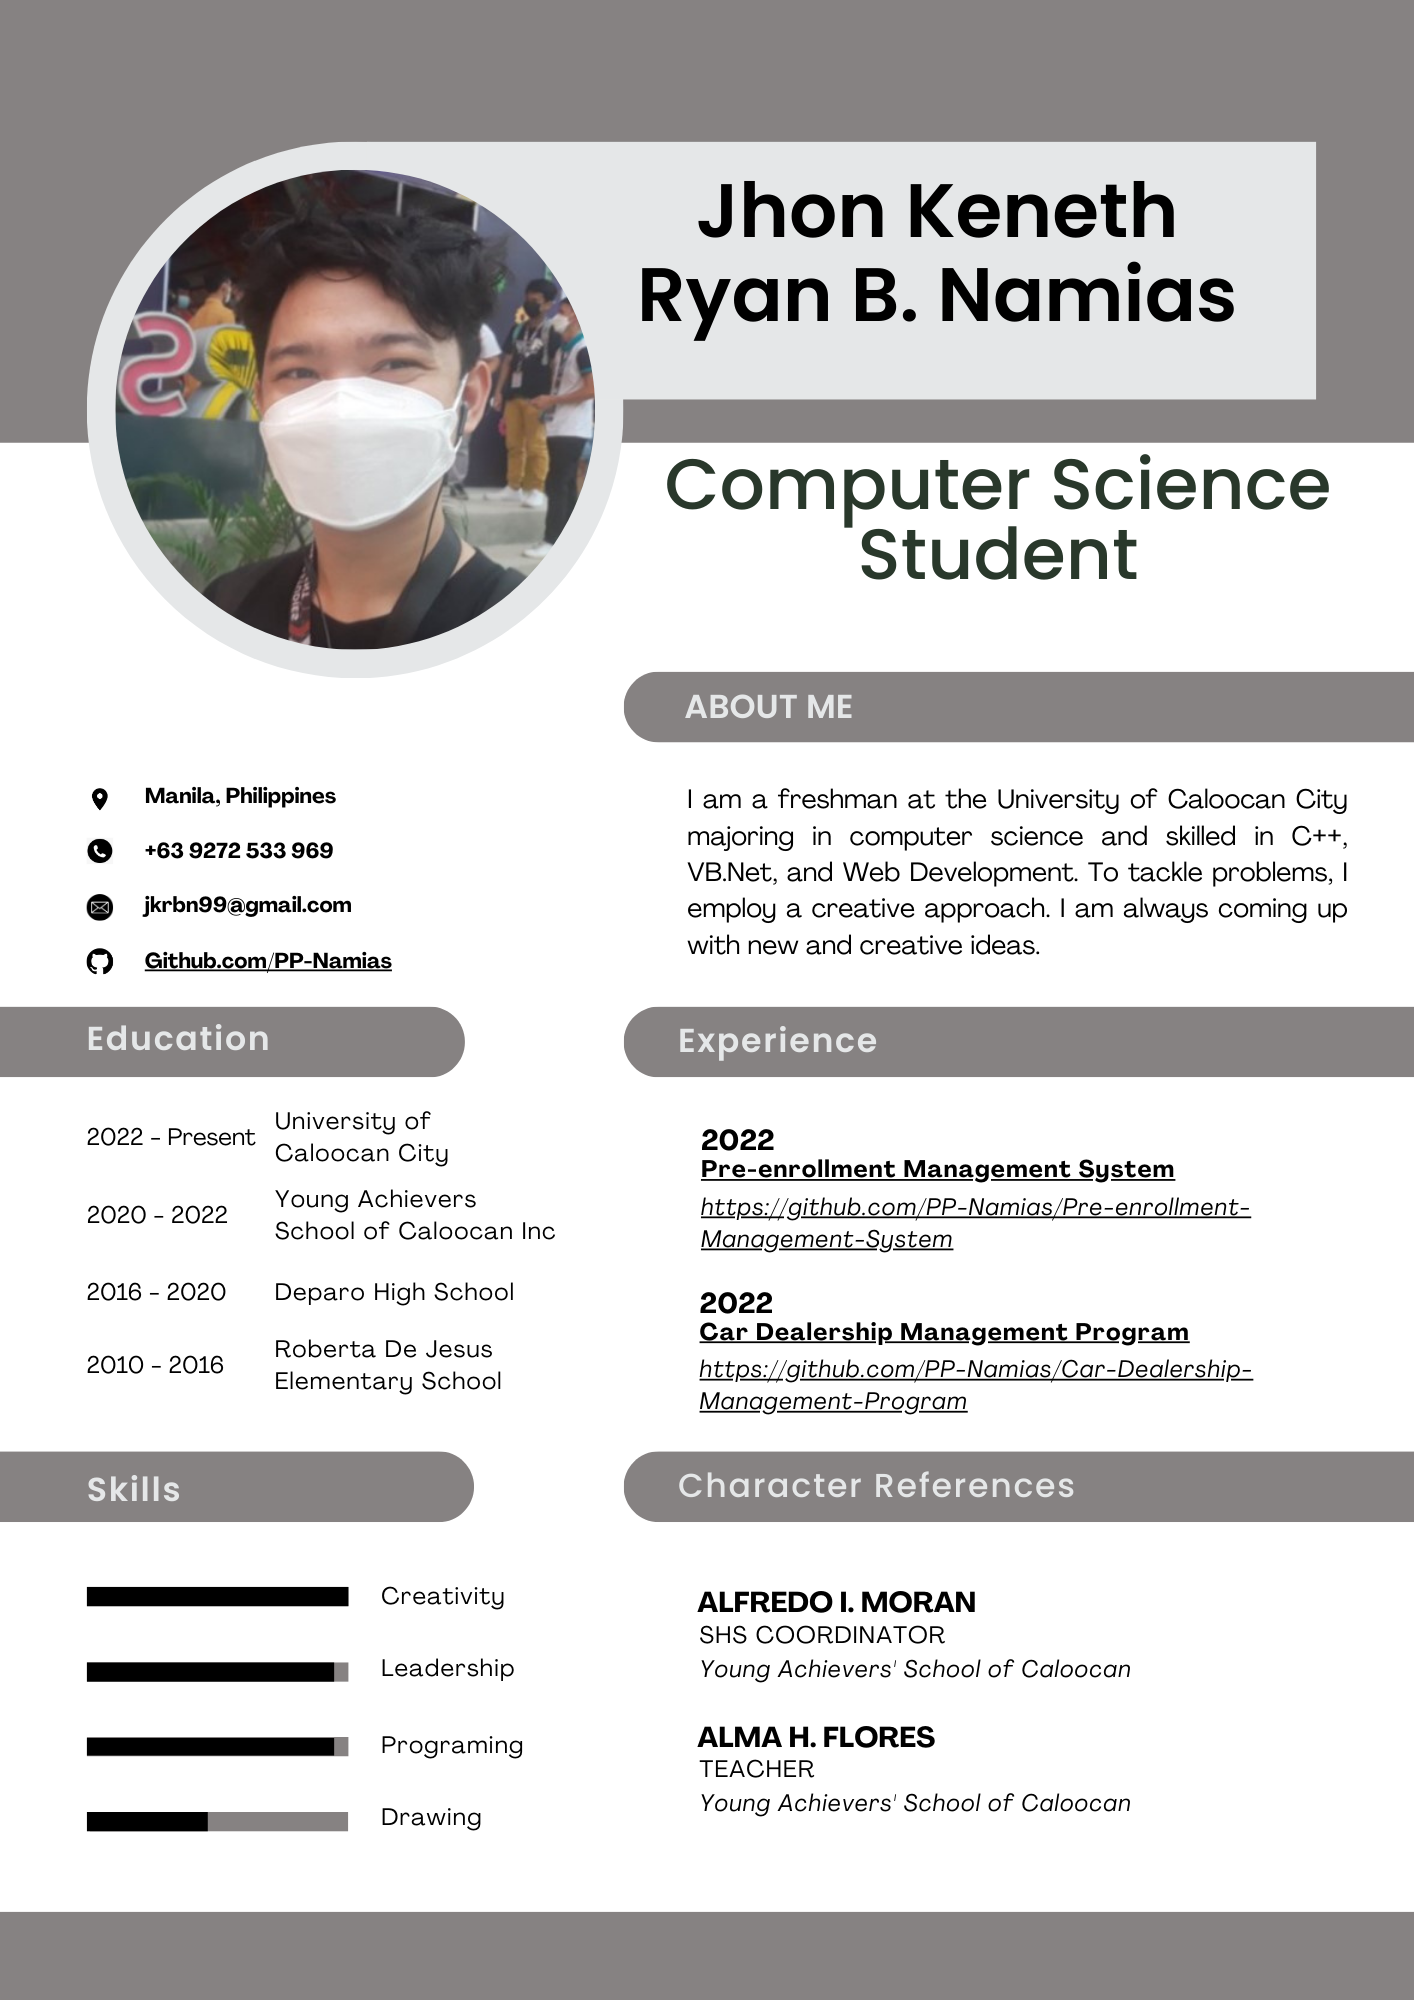 Jhon Keneth
Ryan B. Namias
Computer Science
Student
ABOUT ME
I am a freshman at the University of Caloocan City
majoring in computer science and skilled in C++,
VB.Net, and Web Development. To tackle problems, I
employ a creative approach. I am always coming up
with new and creative ideas.
Manila, Philippines
+63 9272 533 969
jkrbn99@gmail.com
Github.com/PP-Namias
Education
2022 - Present
University of
Caloocan City
2020 - 2022
Young Achievers
School of Caloocan Inc
2016 - 2020
Deparo High School
2010 - 2016
Roberta De Jesus
Elementary School
Experience
2022
Pre-enrollment Management System
https://github.com/PP-Namias/Pre-enrollment-
Management-System
2022
Car Dealership Management Program
https://github.com/PP-Namias/Car-Dealership-
Management-Program
Skills
Creativity
Leadership
Programing
Drawing
Character References
ALFREDO I. MORAN
SHS COORDINATOR
Young Achievers' School of Caloocan
ALMA H. FLORES
TEACHER
Young Achievers' School of Caloocan